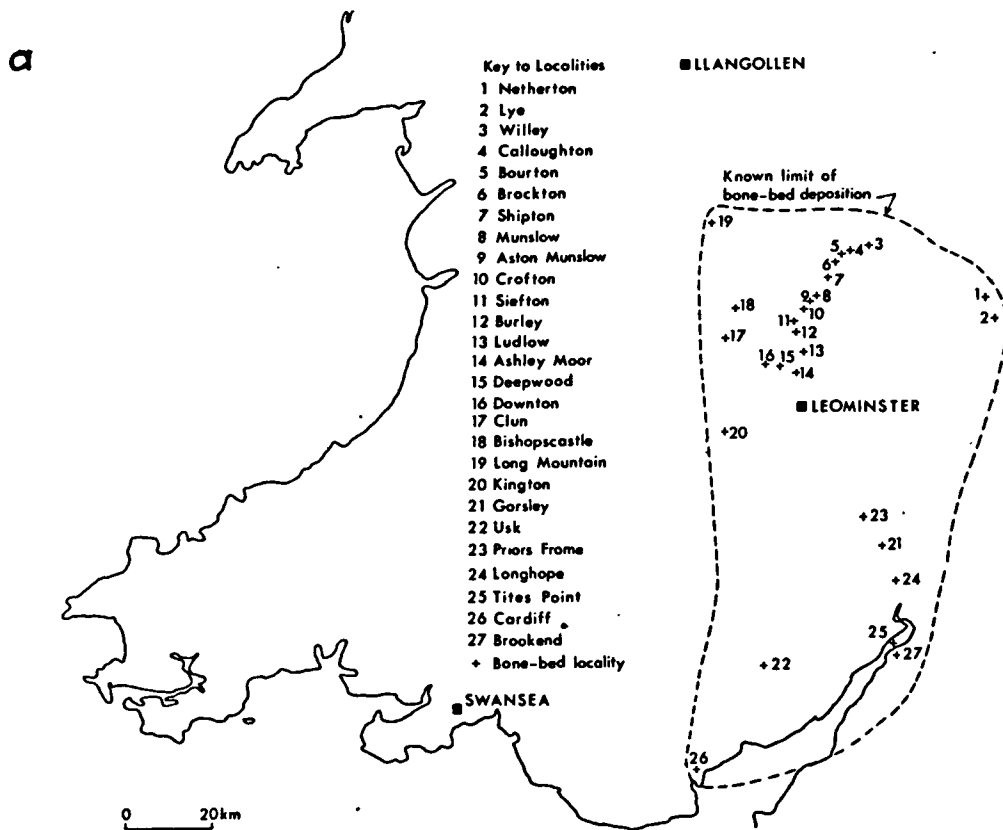 a
Key to Localities
1 Netherton
2 Lye
3 Willey
4 Calloughton
5 Bourton
6 Brockton
7 Shipton
8 Munslow
9 Aston Munslow
10 Crofton
11 Siefton
12 Burley
13 Ludlow
14 Ashley Moor
15 Deepwood
16 Downton
17 Clun
18 Bishopscastle
19 Long Mountain
20 Kington
21 Gorsley
22 Usk
23 Priors Frome
24 Longhope
25 Tites Point
26 Cardiff
27 Brookend
+ Bone-bed locality
LLANGOLLEN
Known limit of
bone-bed deposition
19
5
4
3
6
7
1
2
9
8
18
10
11
12
17
13
16
15
14
LEOMINSTER
20
23
21
24
25
27
22
SWANSEA
26
0 20km